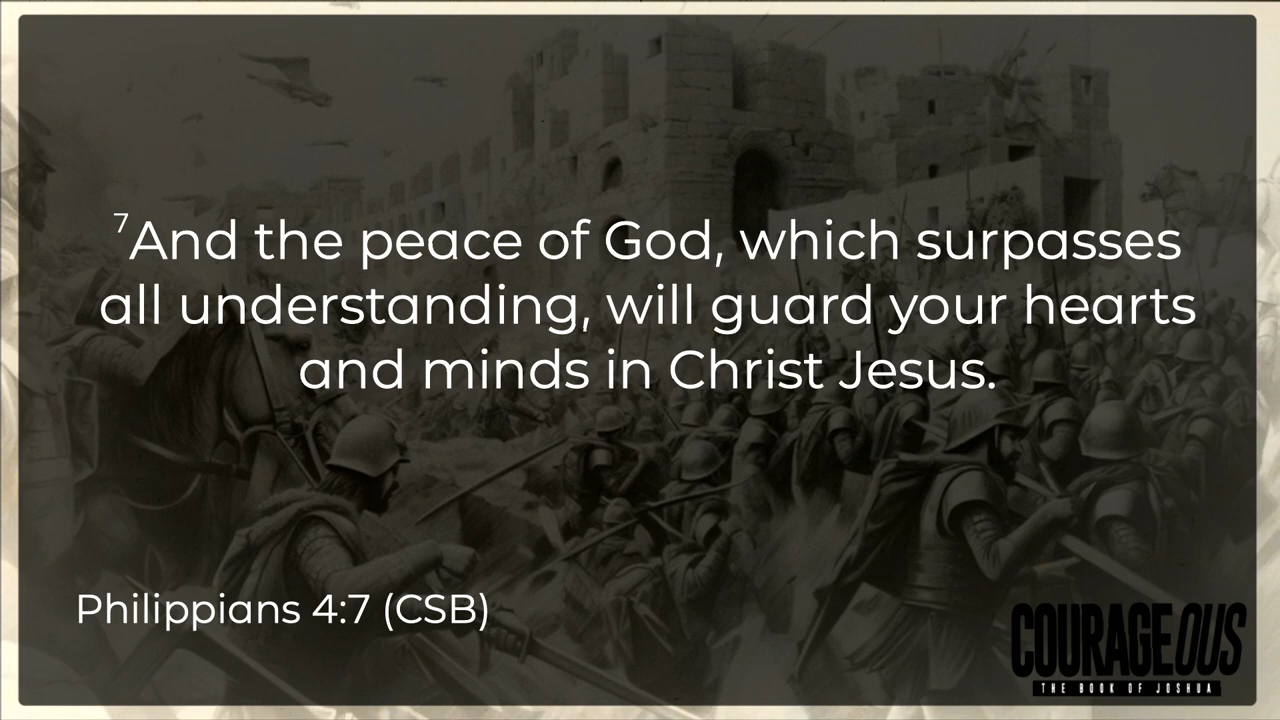 ⁷And the peace of God, which surpasses
all understanding, will guard your hearts
and minds in Christ Jesus.
Philippians 4:7 (CSB)
COURAGEOUS
THE BOOK OF JOSHUA